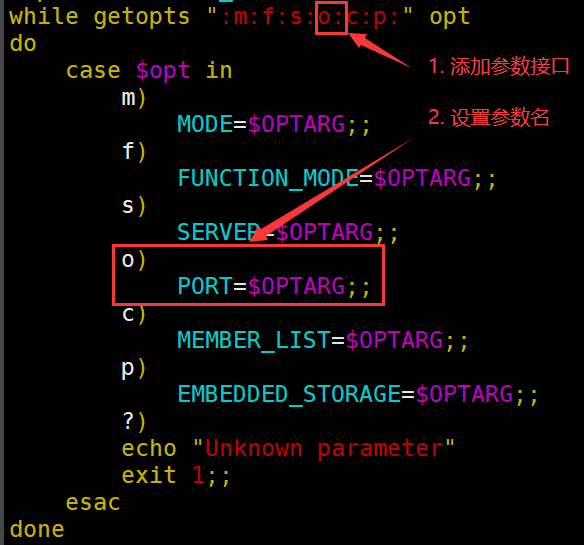 while getopts ":m:f:s:o:c:p:" opt
do
    case $opt in
        m)
            MODE=$OPTARG;;
        f)
            FUNCTION_MODE=$OPTARG;;
        s)
            SERVER=$OPTARG;;
        o)
            PORT=$OPTARG;;
        c)
            MEMBER_LIST=$OPTARG;;
        p)
            EMBEDDED_STORAGE=$OPTARG;;
        ?)
        echo "Unknown parameter"
        exit 1;;
    esac
done
1. 添加参数接口
2. 设置参数名